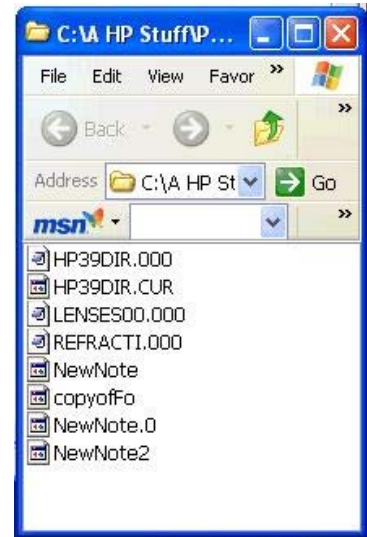 C:\A HP Stuff\P...
File Edit View Favor »
Back »
Address C:\A HP St Go
msn »
HP39DIR.000
HP39DIR.CUR
LENSES00.000
REFRACTI.000
NewNote
copyofFo
NewNote.0
NewNote2